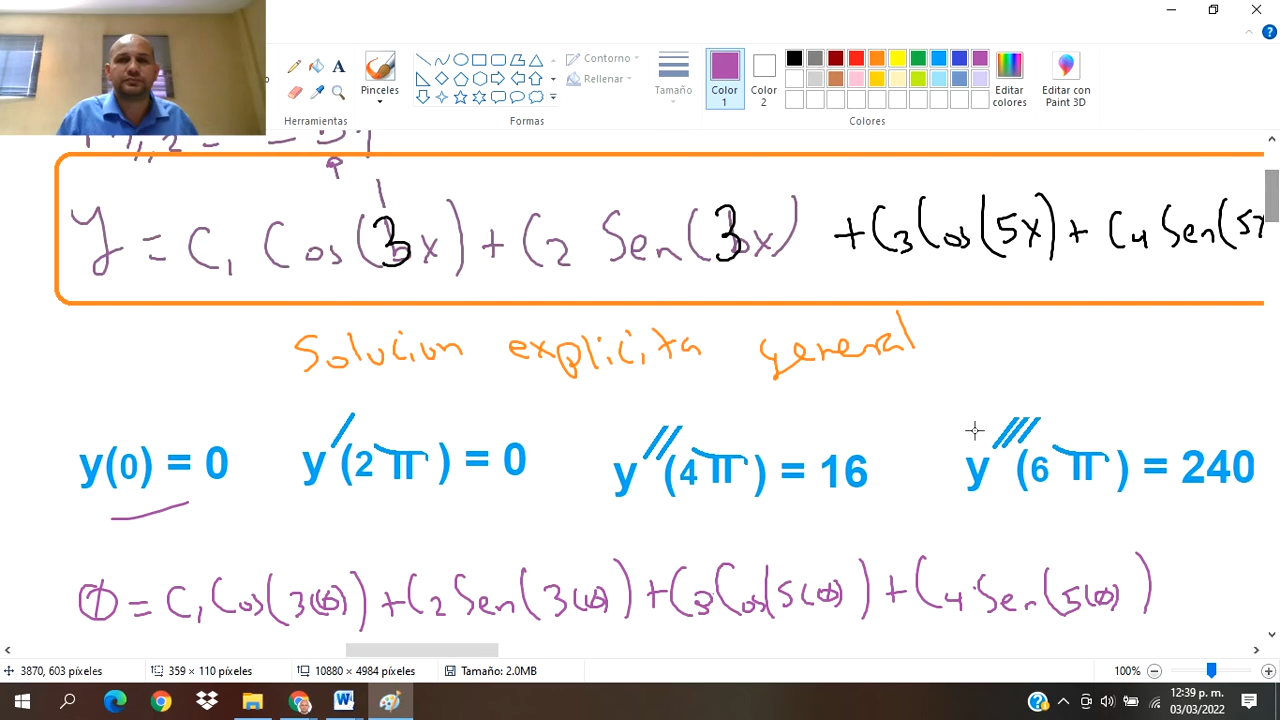 Contorno
Rellenar
Pinceles
Tamaño
Color 1
Color 2
Editar colores
Editar con Paint 3D
Herramientas
Formas
Colores
y = C1 Cos(3x) + C2 Sen(3x) + C3 Cos(5x) + C4 Sen(5x
Solucion explicita general
y(0) = 0
y′(2π) = 0
y″(4π) = 16
y‴(6π) = 240
0 = C1 Cos(3(0)) + C2 Sen(3(0)) + C3 Cos(5(0)) + C4 Sen(5(0))
3870, 603 píxeles
359 × 110 píxeles
10880 × 4984 píxeles
Tamaño: 2.0MB
100%
12:39 p. m.
03/03/2022